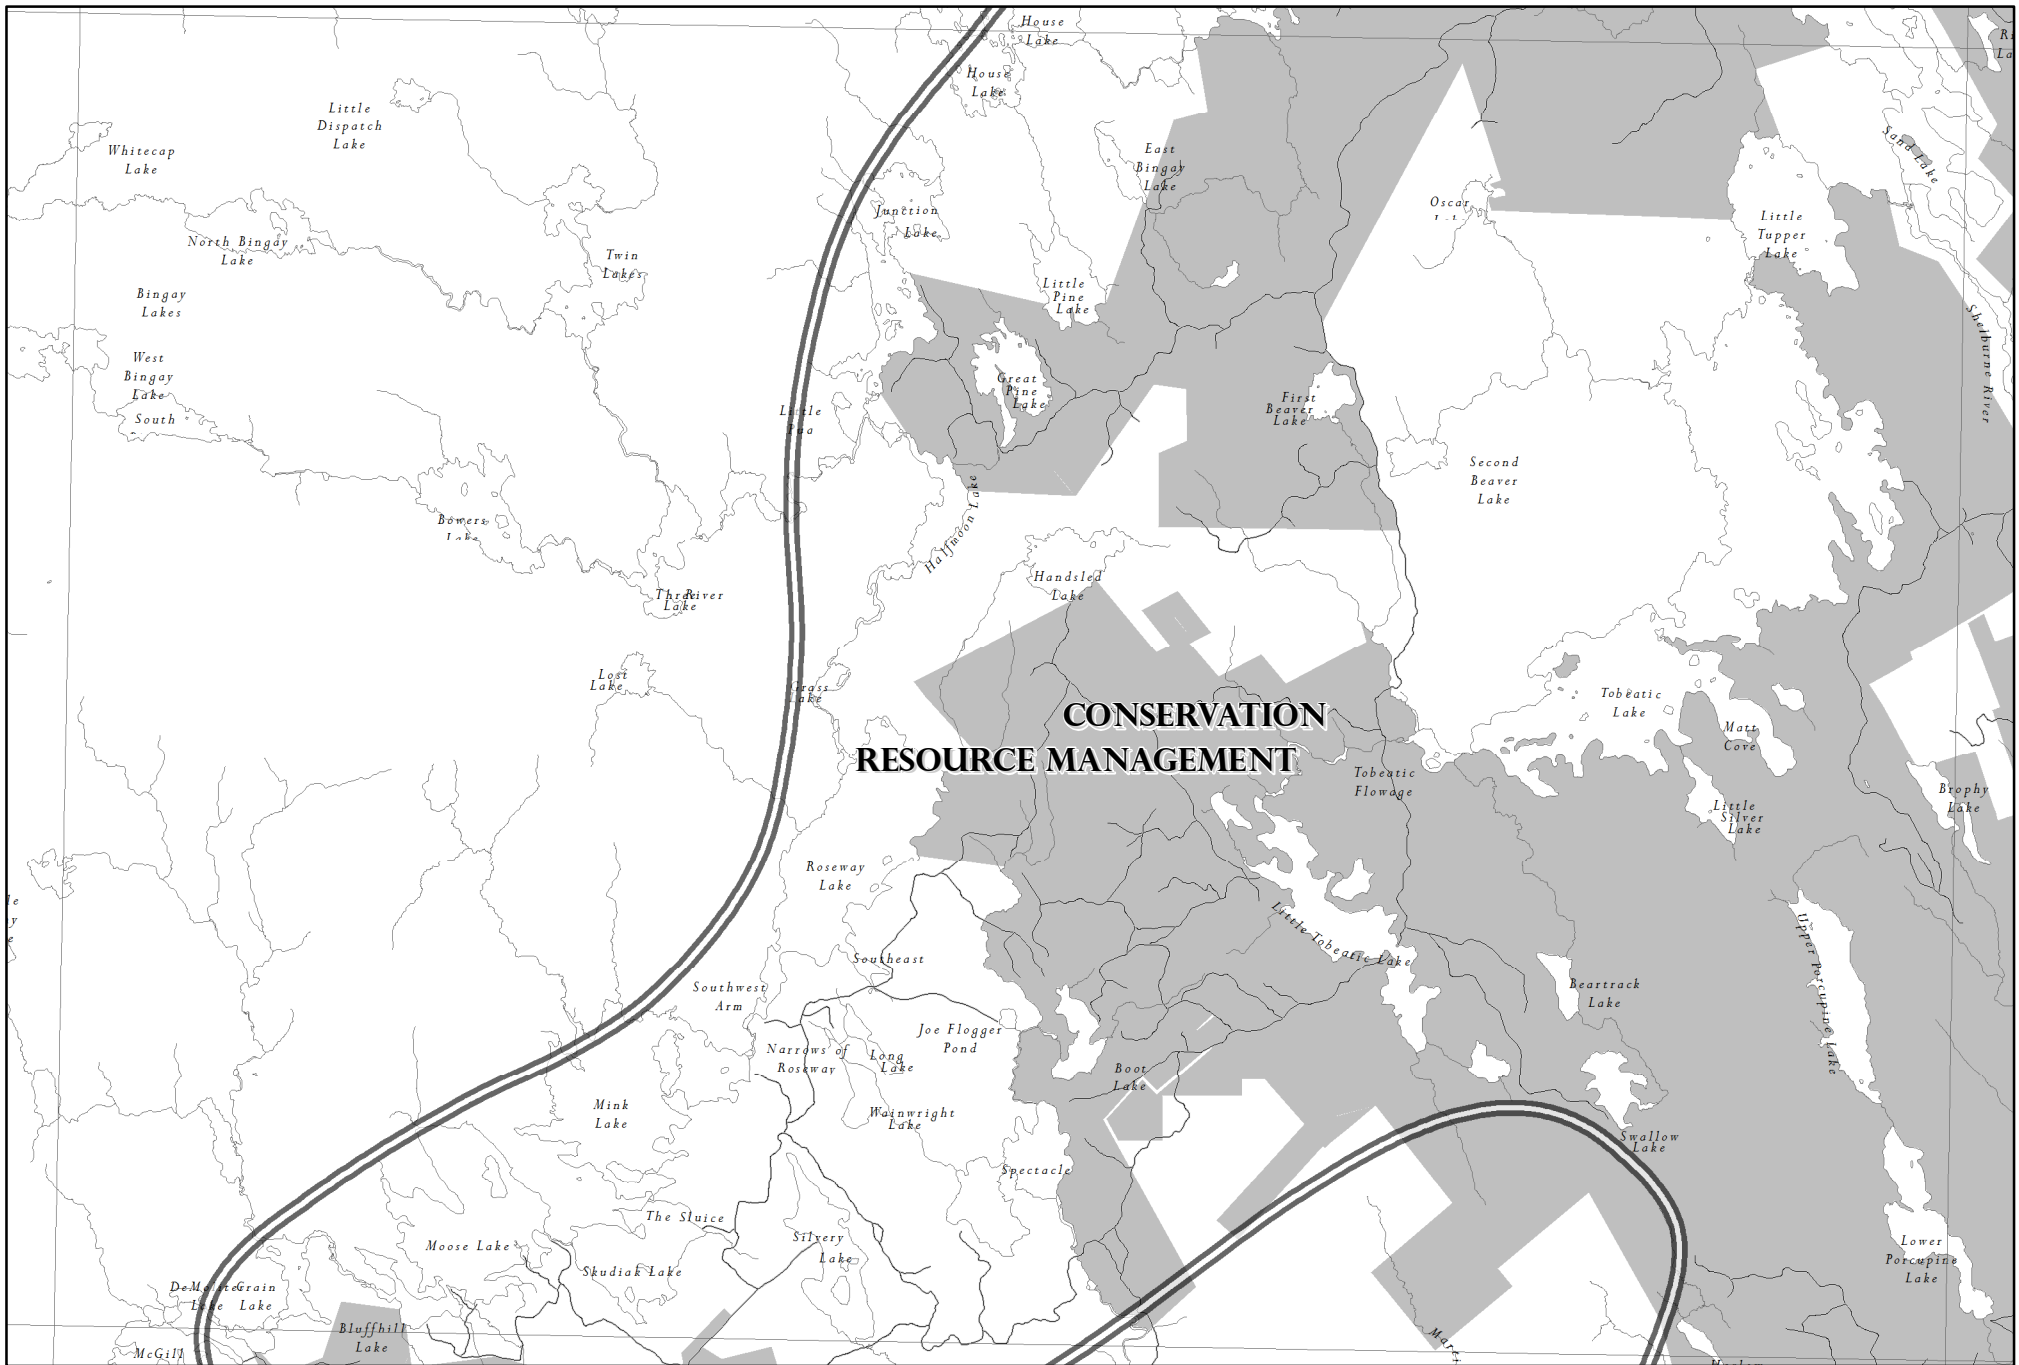 House
Lake
House
Lake
Little
Dispatch
Lake
Whitecap
Lake
East
Bingay
Lake
Sand Lake
Oscar
Junction
Lake
Little
Tupper
Lake
North Bingay
Lake
Twin
Lakes
Bingay
Lakes
Little
Pine
Lake
Shelburne River
West
Bingay
Lake
South
Great
Pine
Lake
First
Beaver
Lake
Little
Second
Beaver
Lake
Bowers
Lake
Halfmoon Lake
Handsled
Lake
River
Lake
Lost
Lake
Grass
Lake
Tobeatic
Lake
CONSERVATION
RESOURCE MANAGEMENT
Matt
Cove
Tobeatic
Flowage
Brophy
Lake
Little
Silver
Lake
Roseway
Lake
Little Tobeatic Lake
Upper Porcupine Lake
Southeast
Southwest
Arm
Beartrack
Lake
Joe Flogger
Pond
Narrows of
Roseway
Long
Lake
Boot
Lake
Mink
Lake
Wainwright
Lake
Swallow
Lake
Spectacle
The Sluice
Silvery
Lake
Moose Lake
Skudiak Lake
Lower
Porcupine
Lake
Grain
Lake
Lake
Bluffhill
Lake
McGill